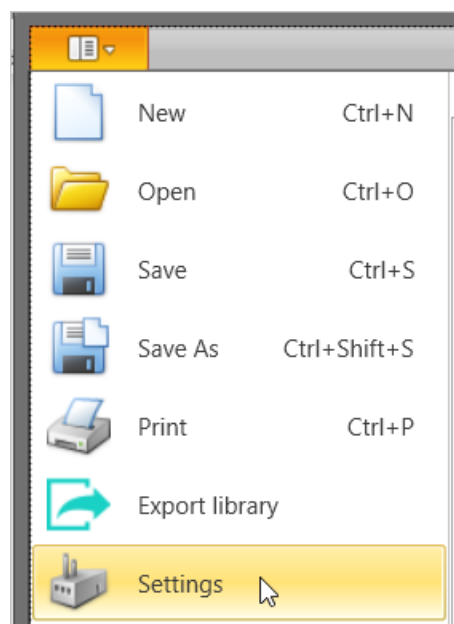 New Ctrl+N
Open Ctrl+O
Save Ctrl+S
Save As Ctrl+Shift+S
Print Ctrl+P
Export library
Settings